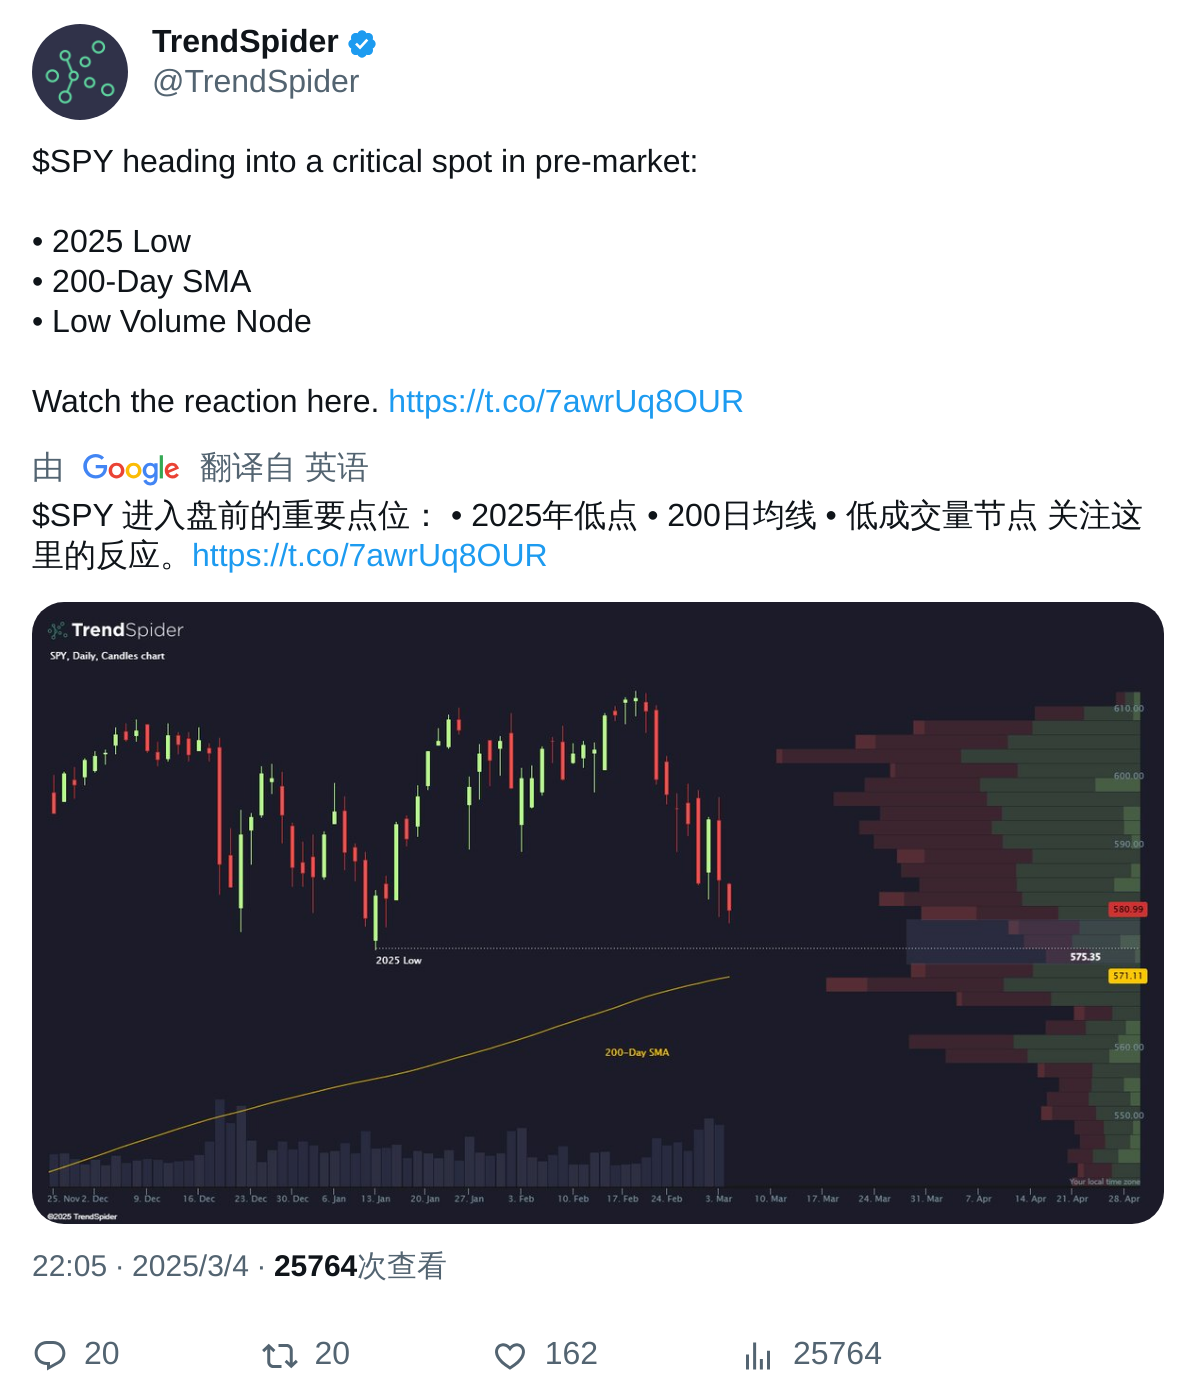 TrendSpider
@TrendSpider
$SPY heading into a critical spot in pre-market:
• 2025 Low
• 200-Day SMA
• Low Volume Node
Watch the reaction here. https://t.co/7awrUq8OUR
由 Google 翻译自 英语
$SPY 进入盘前的重要点位： • 2025年低点 • 200日均线 • 低成交量节点 关注这
里的反应。https://t.co/7awrUq8OUR
TrendSpider
SPY, Daily, Candles chart
610.00
600.00
590.00
580.99
2025 Low
575.35
571.11
200-Day SMA
560.00
550.00
Your local time zone
25. Nov 2. Dec 9. Dec 16. Dec 23. Dec 30. Dec 6. Jan 13. Jan 20. Jan 27. Jan 3. Feb 10. Feb 17. Feb 24. Feb 3. Mar 10. Mar 17. Mar 24. Mar 31. Mar 7. Apr 14. Apr 21. Apr 28. Apr
©2025 TrendSpider
22:05 · 2025/3/4 · 25764次查看
20 20 162 25764